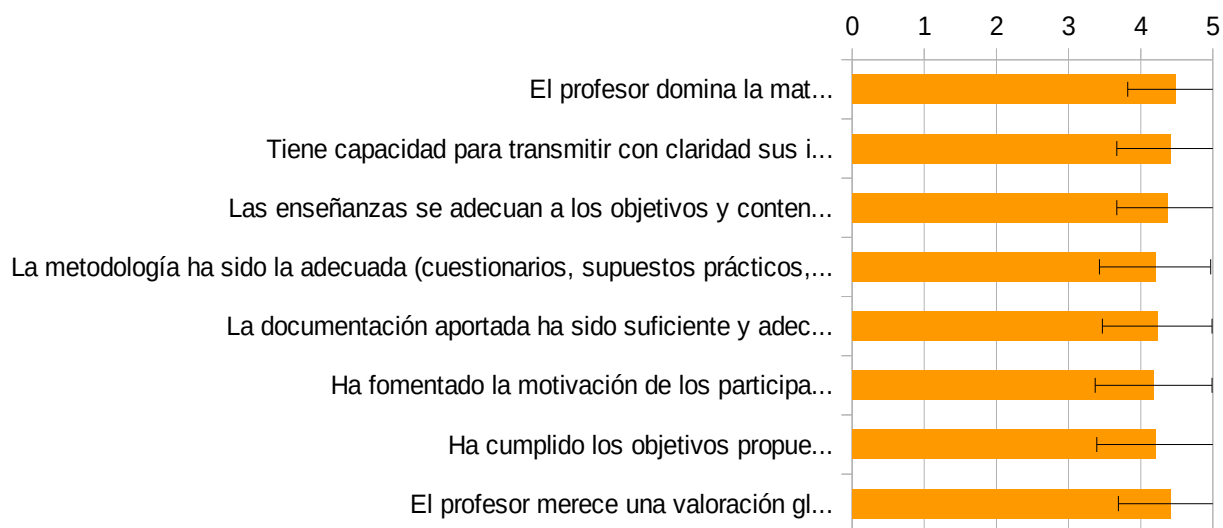 0 1 2 3 4 5
El profesor domina la mat...
Tiene capacidad para transmitir con claridad sus i...
Las enseñanzas se adecuan a los objetivos y conten...
La metodología ha sido la adecuada (cuestionarios, supuestos prácticos,...
La documentación aportada ha sido suficiente y adec...
Ha fomentado la motivación de los participa...
Ha cumplido los objetivos propue...
El profesor merece una valoración gl...